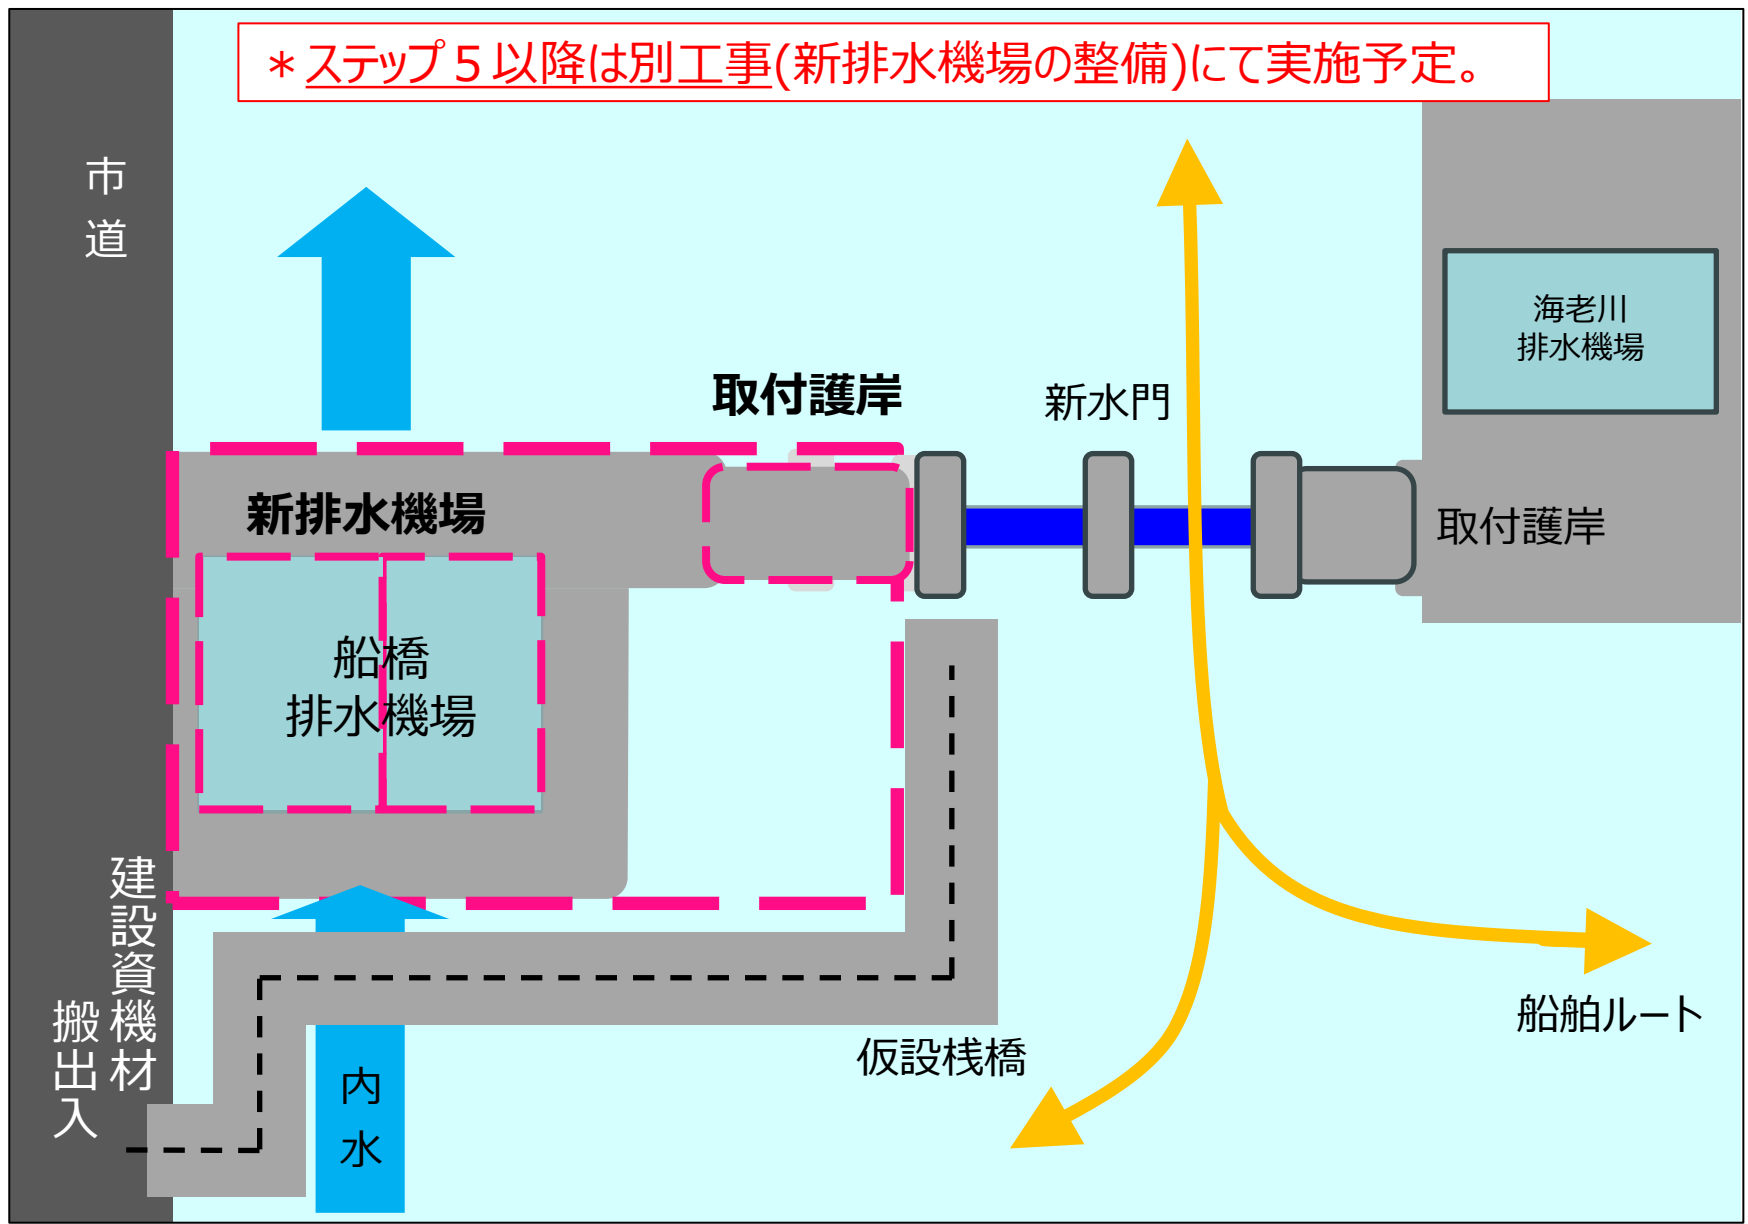 ＊ステップ５以降は別工事(新排水機場の整備)にて実施予定。
市道
海老川
排水機場
取付護岸
新水門
新排水機場
取付護岸
船橋
排水機場
建設資機材
搬出入
船舶ルート
仮設桟橋
内水